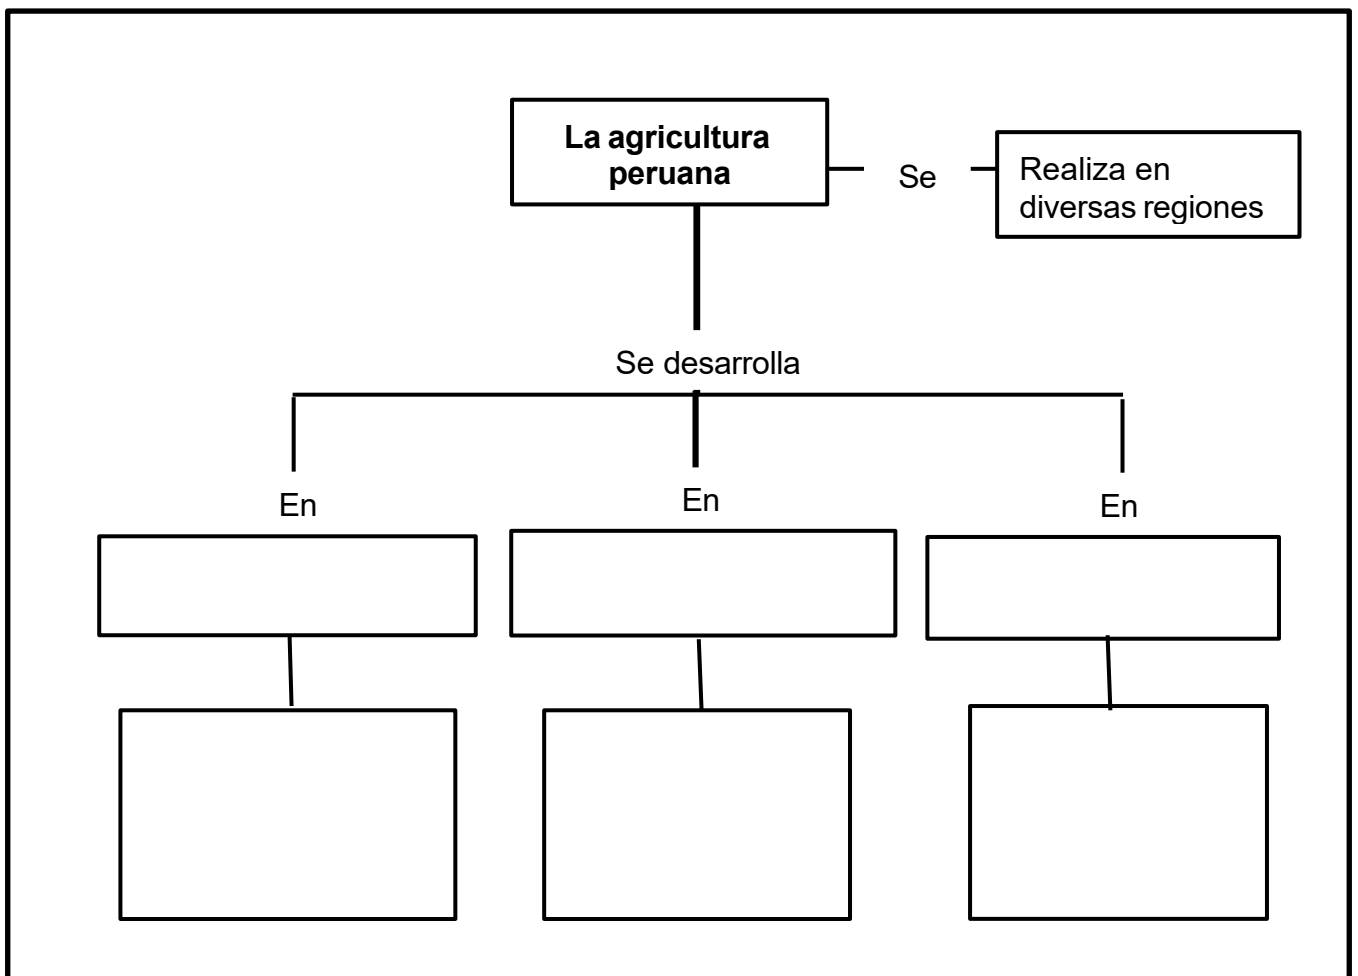 La agricultura
peruana
Se
Realiza en
diversas regiones
Se desarrolla
En
En
En